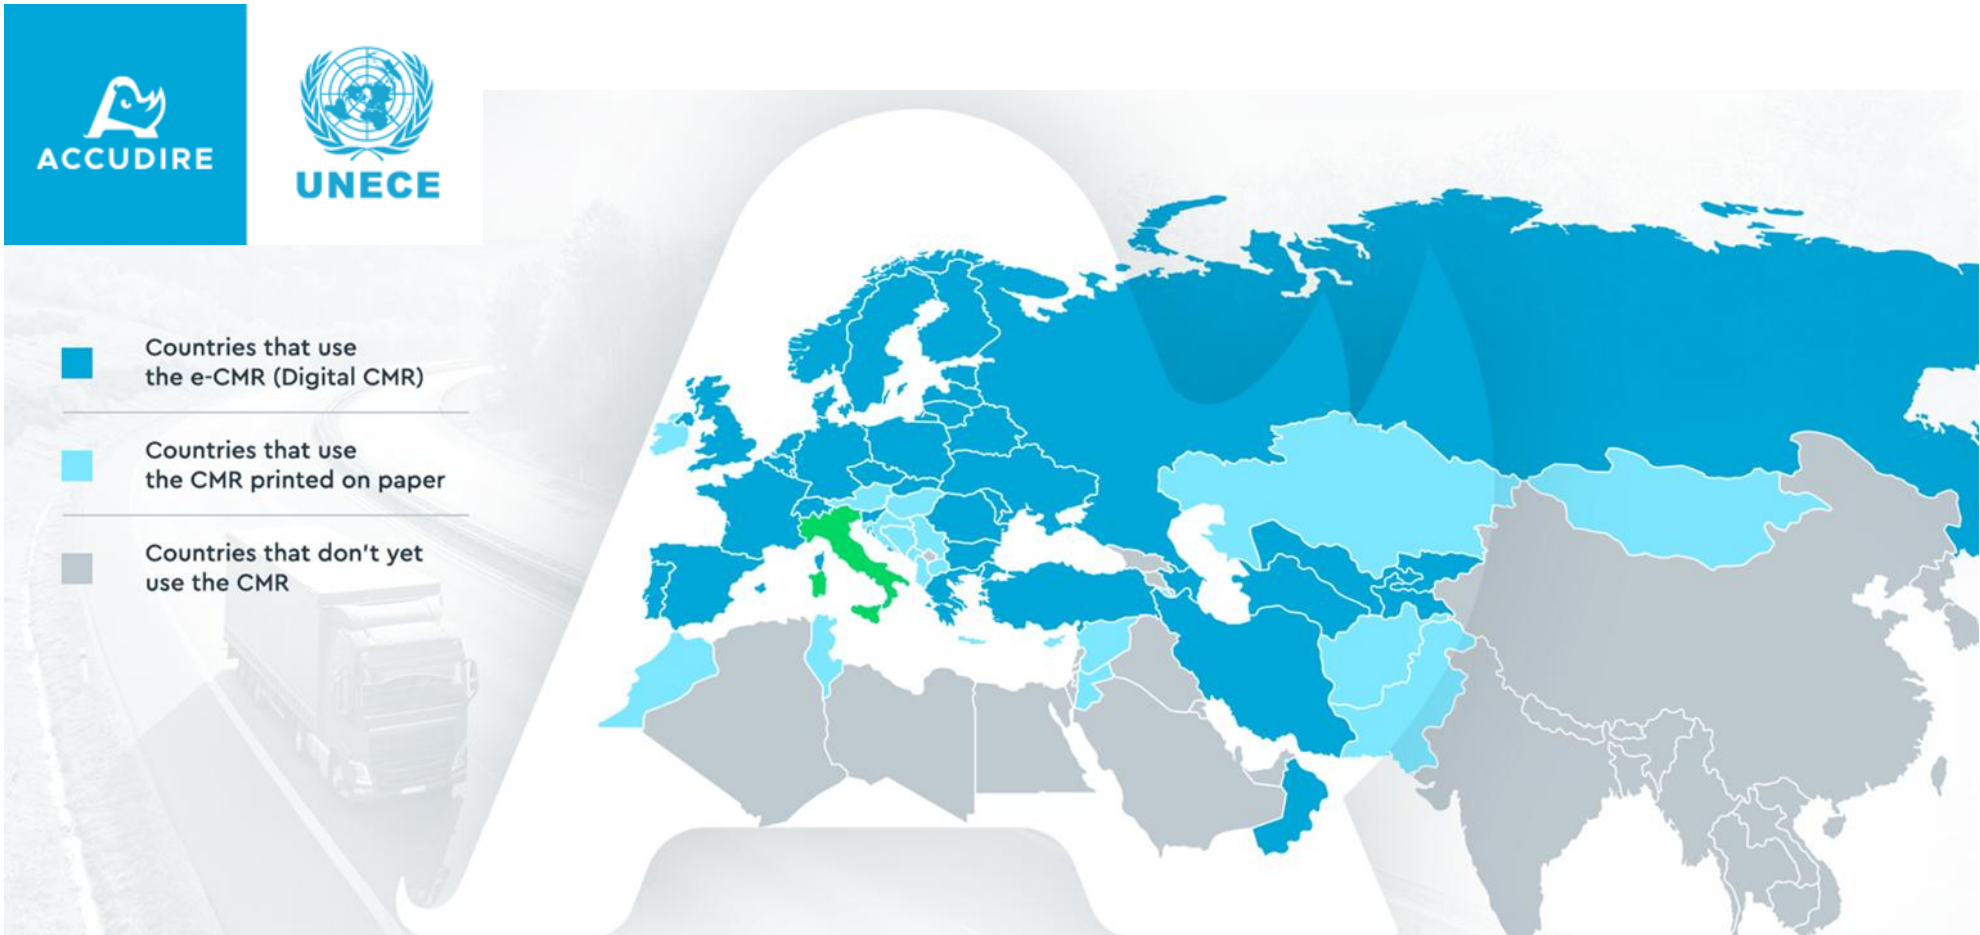 ACCUDIRE
UNECE
Countries that use
the e-CMR (Digital CMR)
Countries that use
the CMR printed on paper
Countries that don't yet
use the CMR